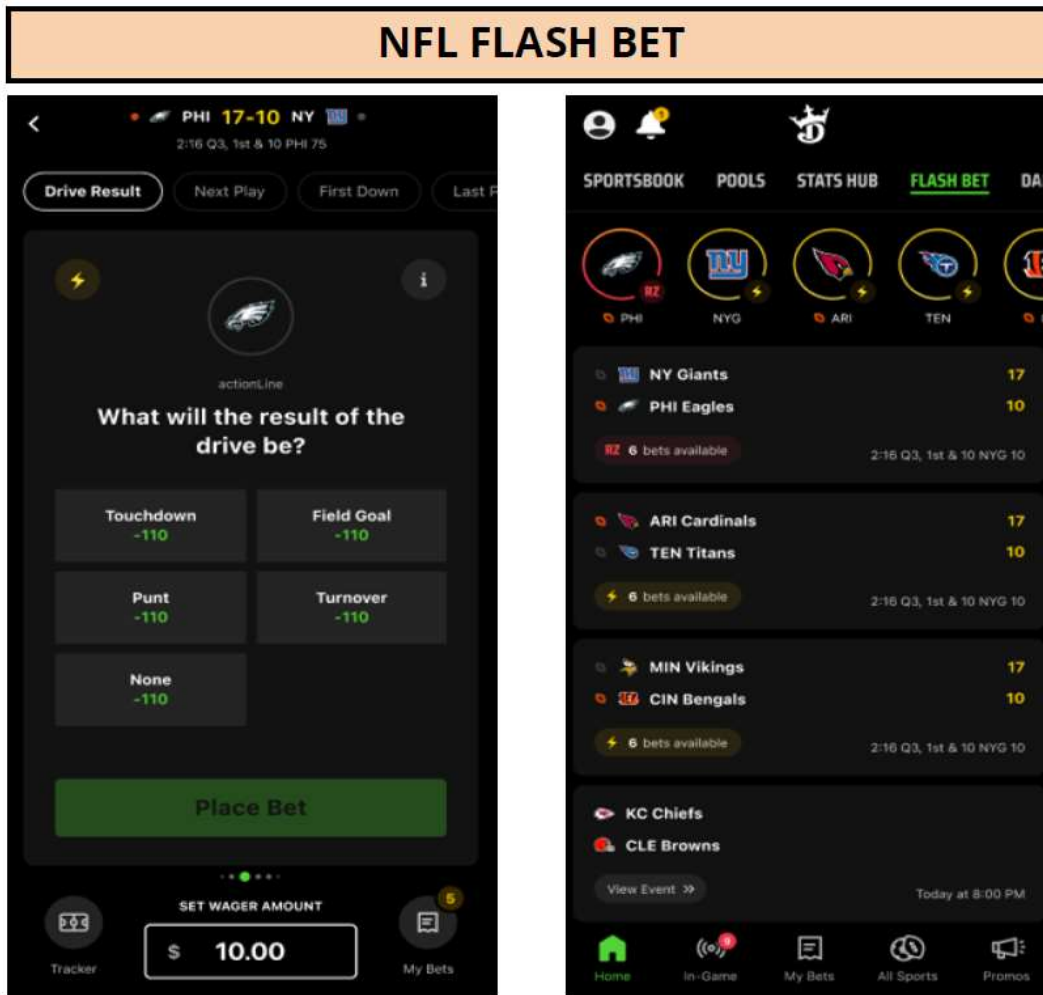 NFL FLASH BET
PHI 17-10 NY
2:16 Q3, 1st & 10 PHI 75
Drive Result
Next Play
First Down
Last P
i
actionLine
What will the result of the
drive be?
Touchdown
-110
Field Goal
-110
Punt
-110
Turnover
-110
None
-110
Place Bet
SET WAGER AMOUNT
$ 10.00
Tracker
5
My Bets
1
SPORTSBOOK
POOLS
STATS HUB
FLASH BET
DA
RZ
PHI
NYG
ARI
TEN
NY Giants 17
PHI Eagles 10
RZ 6 bets available
2:16 Q3, 1st & 10 NYG 10
ARI Cardinals 17
TEN Titans 10
6 bets available
2:16 Q3, 1st & 10 NYG 10
MIN Vikings 17
CIN Bengals 10
6 bets available
2:16 Q3, 1st & 10 NYG 10
KC Chiefs
CLE Browns
View Event »
Today at 8:00 PM
Home
9
In-Game
My Bets
All Sports
Promos